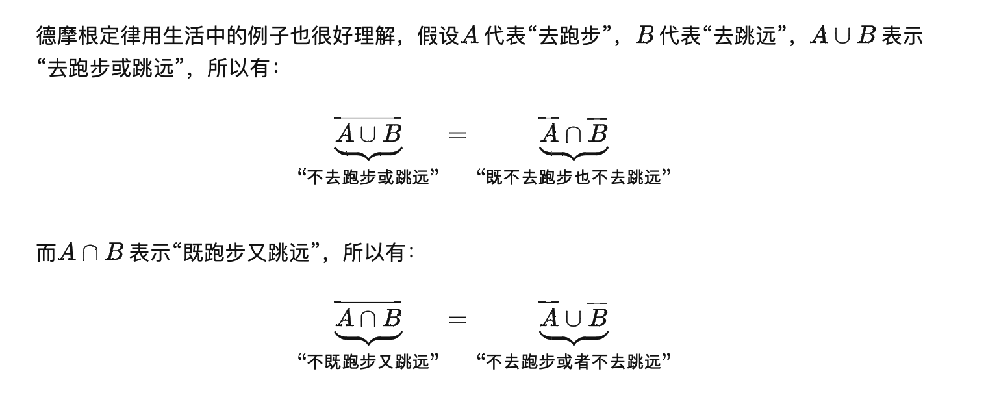 德摩根定律用生活中的例子也很好理解，假设A 代表“去跑步”，B 代表“去跳远”，A ∪ B 表示
“去跑步或跳远”，所以有：
$\underbrace{\overline{A \cup B}}_{\text{“不去跑步或跳远”}} = \underbrace{\overline{A} \cap \overline{B}}_{\text{“既不去跑步也不去跳远”}}$
而A ∩ B 表示“既跑步又跳远”，所以有：
$\underbrace{\overline{A \cap B}}_{\text{“不既跑步又跳远”}} = \underbrace{\overline{A} \cup \overline{B}}_{\text{“不去跑步或者不去跳远”}}$